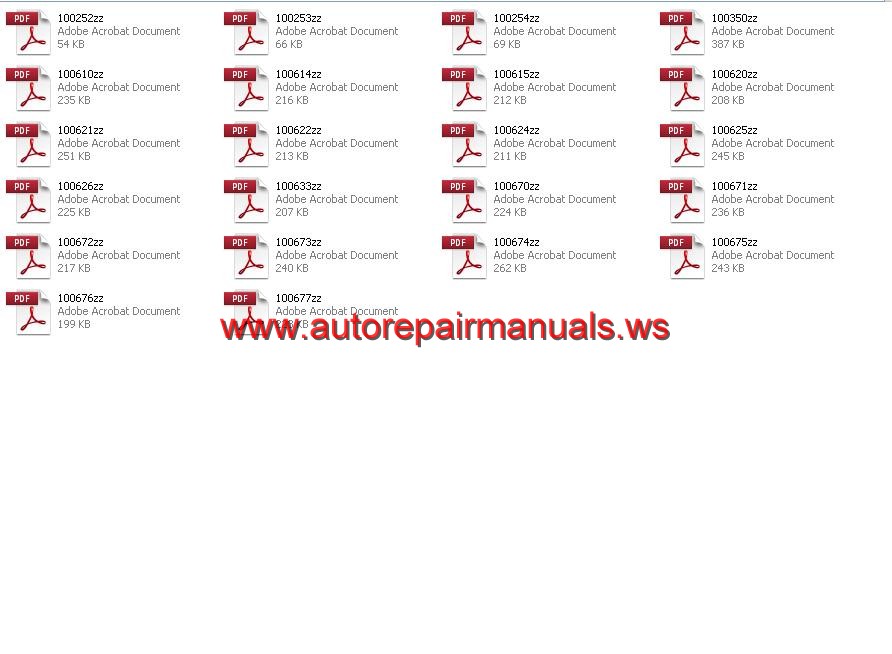 PDF
100252zz
Adobe Acrobat Document
54 KB
PDF
100253zz
Adobe Acrobat Document
66 KB
PDF
100254zz
Adobe Acrobat Document
69 KB
PDF
100350zz
Adobe Acrobat Document
387 KB
PDF
100610zz
Adobe Acrobat Document
235 KB
PDF
100614zz
Adobe Acrobat Document
216 KB
PDF
100615zz
Adobe Acrobat Document
212 KB
PDF
100620zz
Adobe Acrobat Document
208 KB
PDF
100621zz
Adobe Acrobat Document
251 KB
PDF
100622zz
Adobe Acrobat Document
213 KB
PDF
100624zz
Adobe Acrobat Document
211 KB
PDF
100625zz
Adobe Acrobat Document
245 KB
PDF
100626zz
Adobe Acrobat Document
225 KB
PDF
100633zz
Adobe Acrobat Document
207 KB
PDF
100670zz
Adobe Acrobat Document
224 KB
PDF
100671zz
Adobe Acrobat Document
236 KB
PDF
100672zz
Adobe Acrobat Document
217 KB
PDF
100673zz
Adobe Acrobat Document
240 KB
PDF
100674zz
Adobe Acrobat Document
262 KB
PDF
100675zz
Adobe Acrobat Document
243 KB
PDF
100676zz
Adobe Acrobat Document
199 KB
PDF
100677zz
Adobe Acrobat Document
KB
www.autorepairmanuals.ws